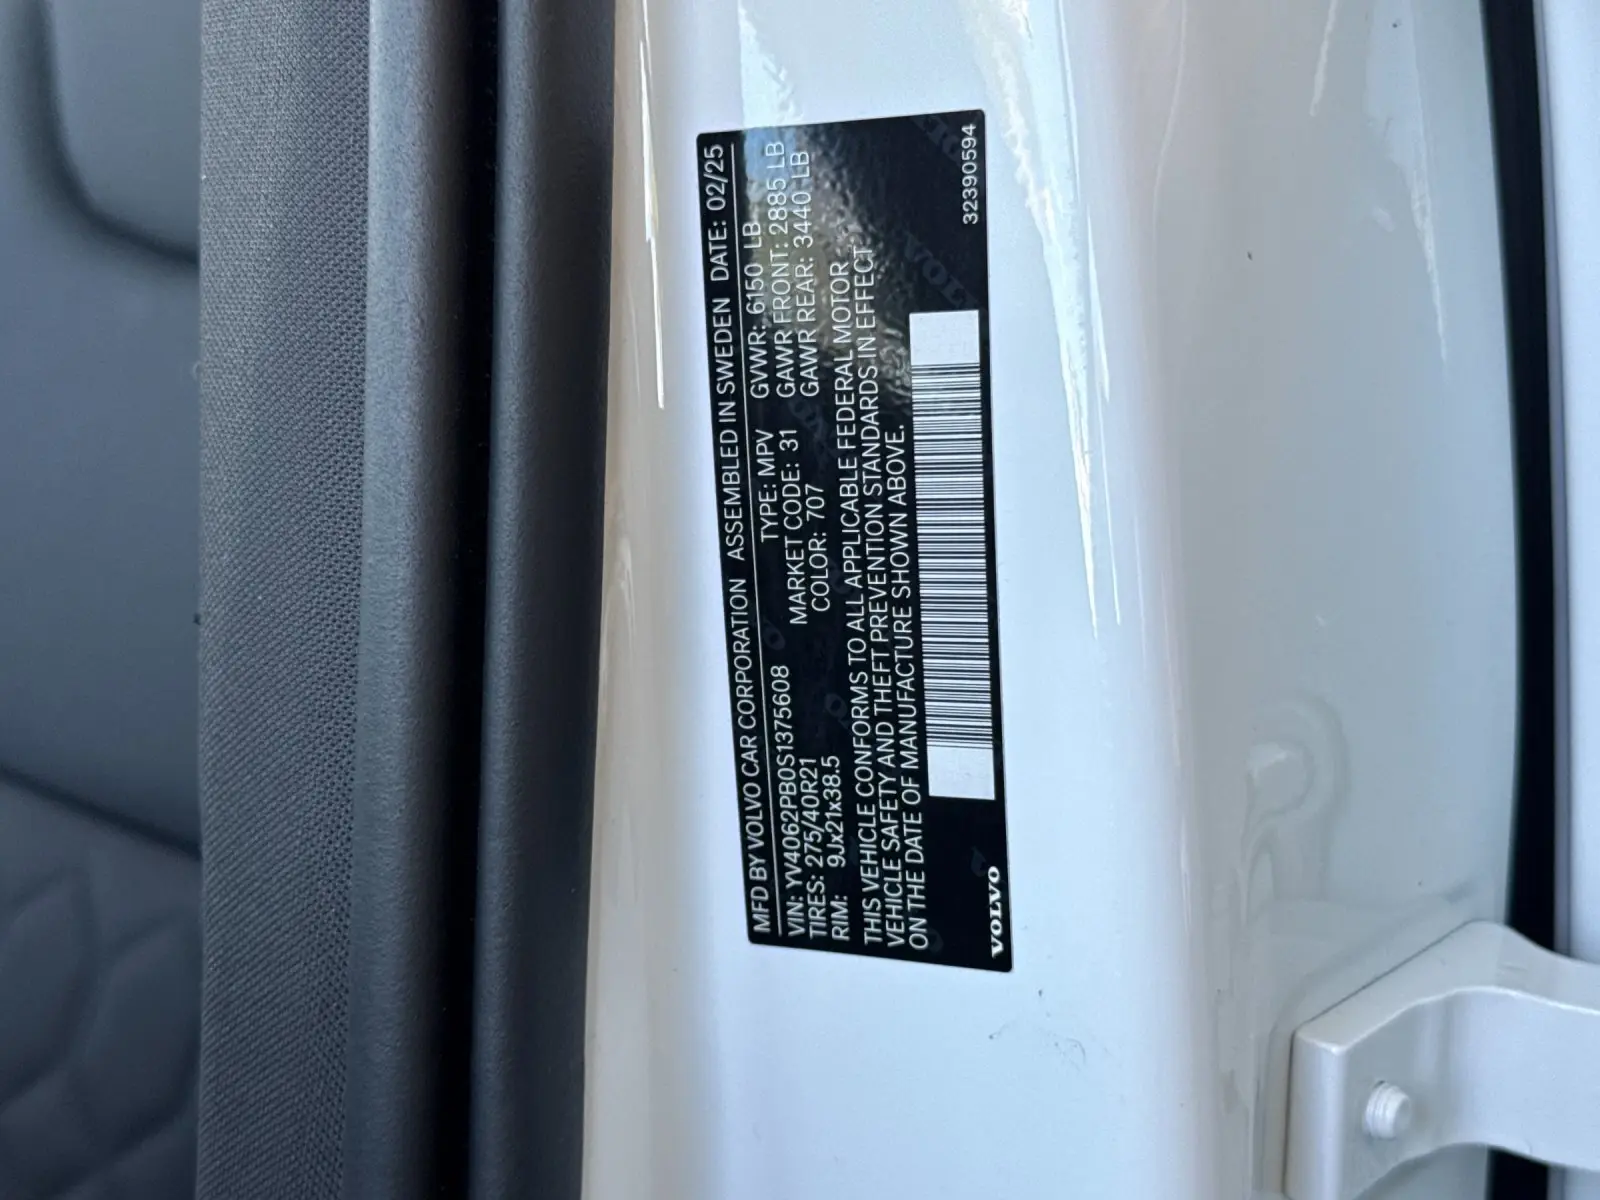 MFD BY VOLVO CAR CORPORATION ASSEMBLED IN SWEDEN DATE: 02/25
VIN: YV4062PB0S1375608 TYPE: MPV GVWR: 6150 LB
TIRES: 275/40R21 MARKET CODE: 31 GAWR FRONT: 2885 LB
RIM: 9Jx21x38.5 COLOR: 707 GAWR REAR: 3440 LB
THIS VEHICLE CONFORMS TO ALL APPLICABLE FEDERAL MOTOR
VEHICLE SAFETY AND THEFT PREVENTION STANDARDS IN EFFECT
ON THE DATE OF MANUFACTURE SHOWN ABOVE.
VOLVO 32390594